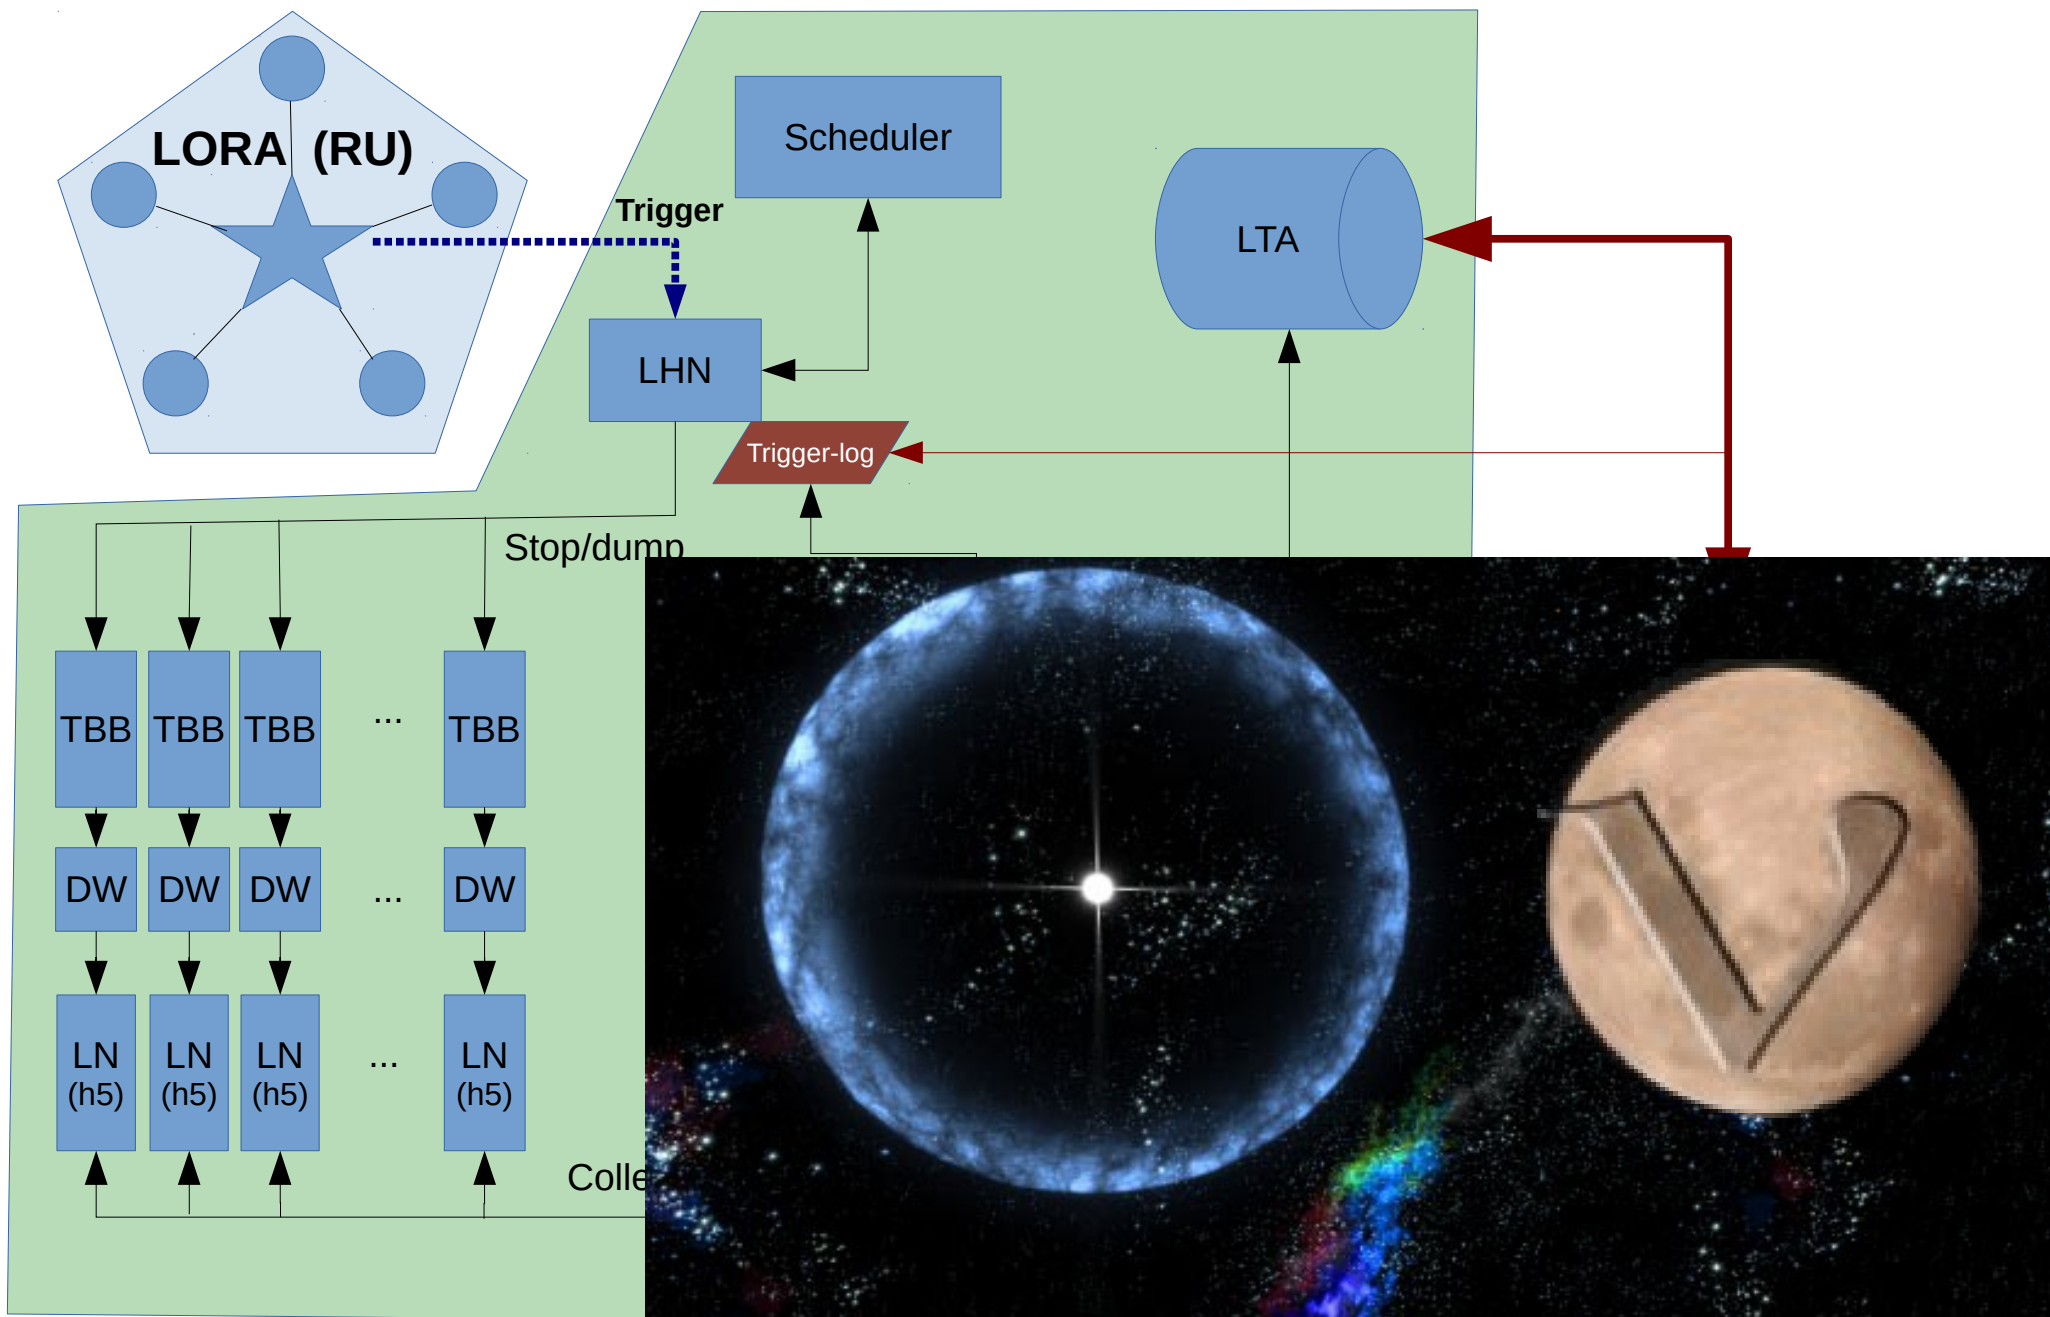 LORA (RU)
Scheduler
Trigger
LTA
LHN
Trigger-log
Stop/dump
TBB TBB TBB ... TBB
DW DW DW ... DW
LN LN LN ... LN
(h5) (h5) (h5) (h5)
Colle
V